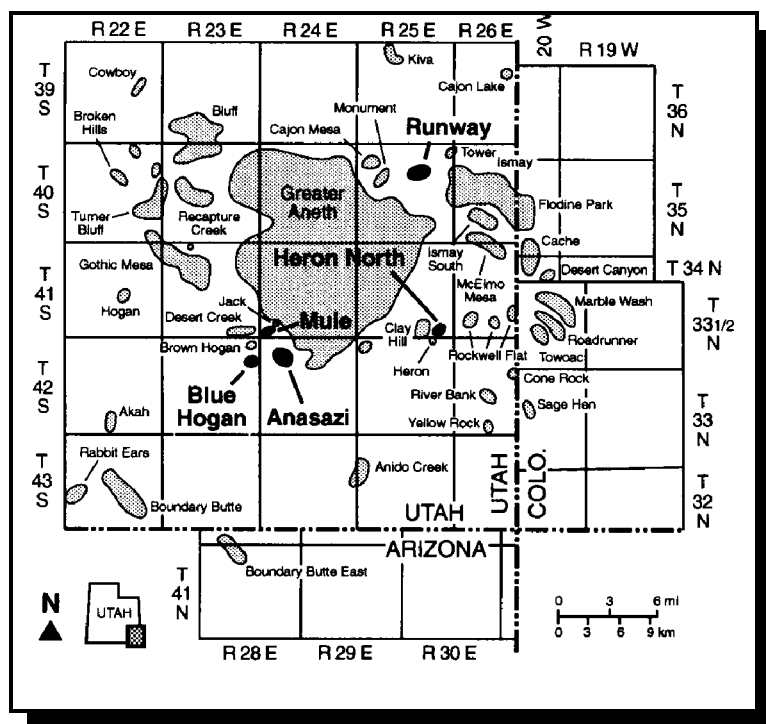 R 22 E R 23 E R 24 E R 25 E R 26 E
20 W
R 19 W
T
39
S
Cowboy
Kiva
Cajon Lake
Broken
Hills
Bluff
Monument
Cajon Mesa
Runway
T
36
N
Tower
Ismay
T
40
S
Greater
Aneth
Turner
Bluff
Recapture
Creek
Flodine Park
T
35
N
Ismay
South
Cache
Gothic Mesa
Heron North
McElmo
Mesa
Desert Canyon
T 34 N
T
41
S
Hogan
Jack
Desert Creek
Mule
Clay
Hill
Marble Wash
T
33 1/2
N
Brown Hogan
Heron
Rockwell Flat
Roadrunner
Towoac
T
42
S
Blue
Hogan
Anasazi
River Bank
Cone Rock
Sage Hen
T
33
N
Akah
Yellow Rock
T
43
S
Rabbit Ears
Boundary Butte
Anido Creek
UTAH
COLO.
T
32
N
UTAH
ARIZONA
T
41
N
Boundary Butte East
N
UTAH
0 3 6 mi
0 3 6 9 km
R 28 E R 29 E R 30 E